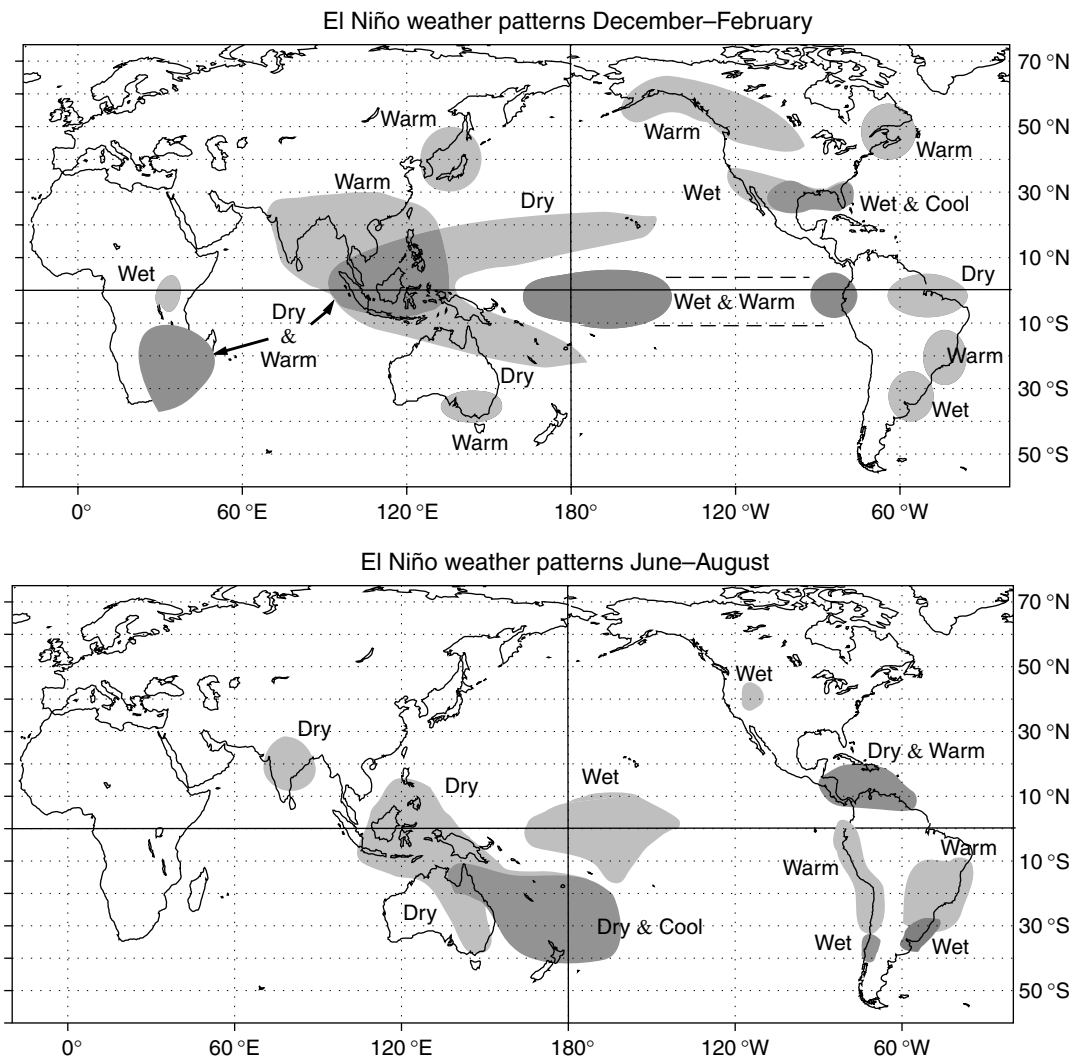 El Niño weather patterns December–February
70 °N
Warm
Warm
50 °N
Warm
Warm
Dry
Wet
30 °N
Wet & Cool
Wet
10 °N
Dry
Dry
&
Warm
Wet & Warm
10 °S
Warm
Dry
30 °S
Wet
Warm
50 °S
0°
60 °E
120 °E
180°
120 °W
60 °W
El Niño weather patterns June–August
70 °N
Wet
50 °N
Dry
30 °N
Dry & Warm
Dry
Wet
10 °N
Warm
Warm
10 °S
Dry
Dry & Cool
Wet
Wet
30 °S
50 °S
0°
60 °E
120 °E
180°
120 °W
60 °W